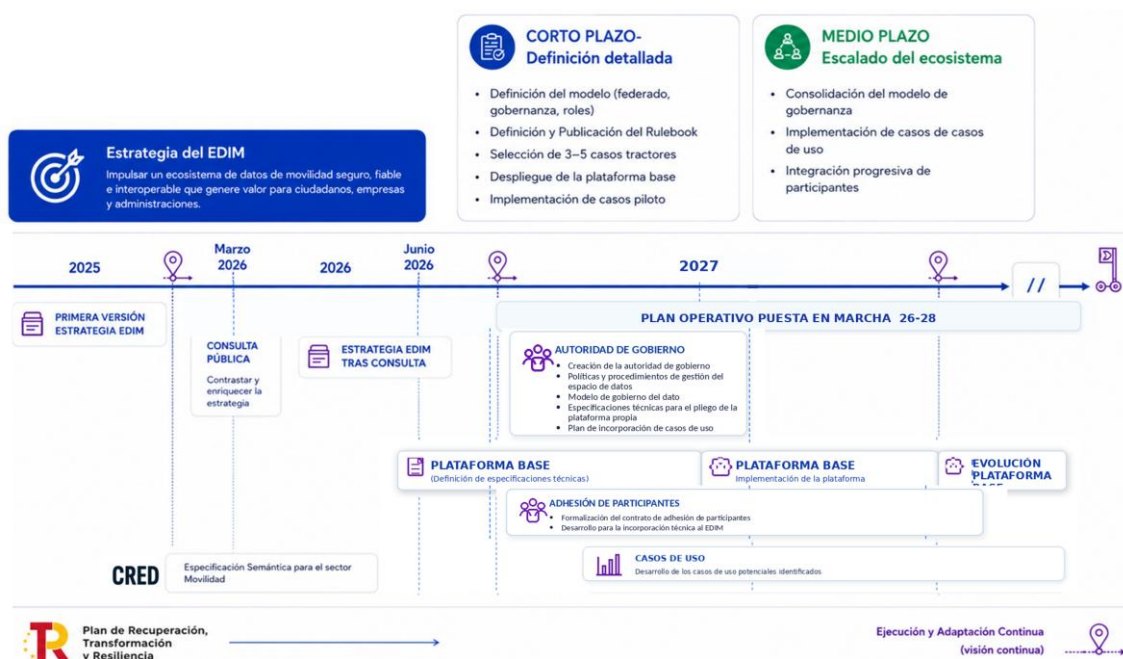 CORTO PLAZO-
Definición detallada
• Definición del modelo (federado,
gobernanza, roles)
• Definición y Publicación del Rulebook
• Selección de 3–5 casos tractores
• Despliegue de la plataforma base
• Implementación de casos piloto
MEDIO PLAZO
Escalado del ecosistema
• Consolidación del modelo de
gobernanza
• Implementación de casos de casos
de uso
• Integración progresiva de
participantes
Estrategia del EDIM
Impulsar un ecosistema de datos de movilidad seguro, fiable
e interoperable que genere valor para ciudadanos, empresas
y administraciones.
2025
Marzo
2026
2026
Junio
2026
2027
//
PRIMERA VERSIÓN
ESTRATEGIA EDIM
CONSULTA
PÚBLICA
Contrastar y
enriquecer la
estrategia
ESTRATEGIA EDIM
TRAS CONSULTA
PLAN OPERATIVO PUESTA EN MARCHA 26-28
AUTORIDAD DE GOBIERNO
• Creación de la autoridad de gobierno
• Políticas y procedimientos de gestión del
espacio de datos
• Modelo de gobierno del dato
• Especificaciones técnicas para el pliego de la
plataforma propia
• Plan de incorporación de casos de uso
PLATAFORMA BASE
(Definición de especificaciones técnicas)
PLATAFORMA BASE
Implementación de la plataforma
EVOLUCIÓN
PLATAFORMA
BASE
ADHESIÓN DE PARTICIPANTES
• Formalización del contrato de adhesión de participantes
• Desarrollo para la incorporación técnica al EDIM
CASOS DE USO
Desarrollo de los casos de uso potenciales identificados
CRED
Especificación Semántica para el sector
Movilidad
Plan de Recuperación,
Transformación
y Resiliencia
Ejecución y Adaptación Continua
(visión continua)